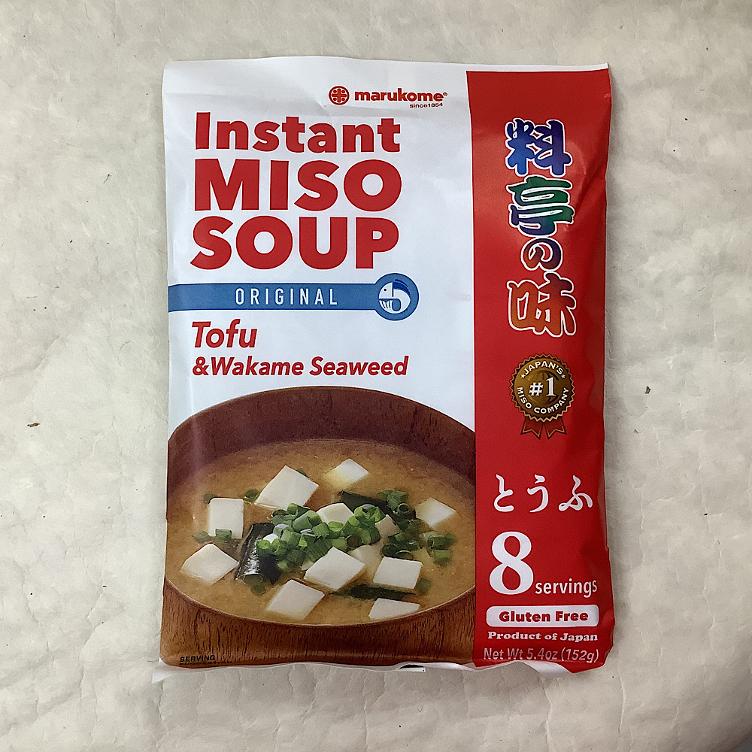 marukome®
since1854
Instant
MISO
SOUP
ORIGINAL
Tofu
&Wakame Seaweed
料亭の味
JAPAN'S
#1
MISO COMPANY
とうふ
8
servings
Gluten Free
Product of Japan
Net Wt 5.4oz (152g)
SERVING